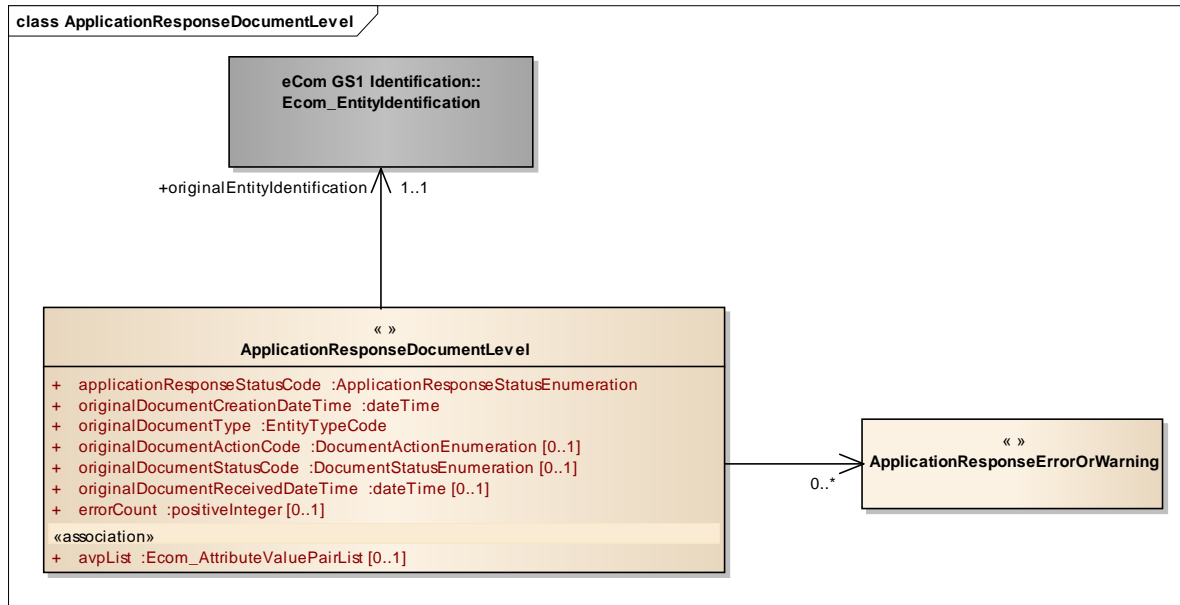 class ApplicationResponseDocumentLevel
eCom GS1 Identification::
Ecom_EntityIdentification
+originalEntityIdentification 1..1
« »
ApplicationResponseDocumentLevel
+ applicationResponseStatusCode :ApplicationResponseStatusEnumeration
+ originalDocumentCreationDateTime :dateTime
+ originalDocumentType :EntityTypeCode
+ originalDocumentActionCode :DocumentActionEnumeration [0..1]
+ originalDocumentStatusCode :DocumentStatusEnumeration [0..1]
+ originalDocumentReceivedDateTime :dateTime [0..1]
+ errorCount :positiveInteger [0..1]
«association»
+ avpList :Ecom_AttributeValuePairList [0..1]
0..*
« »
ApplicationResponseErrorOrWarning